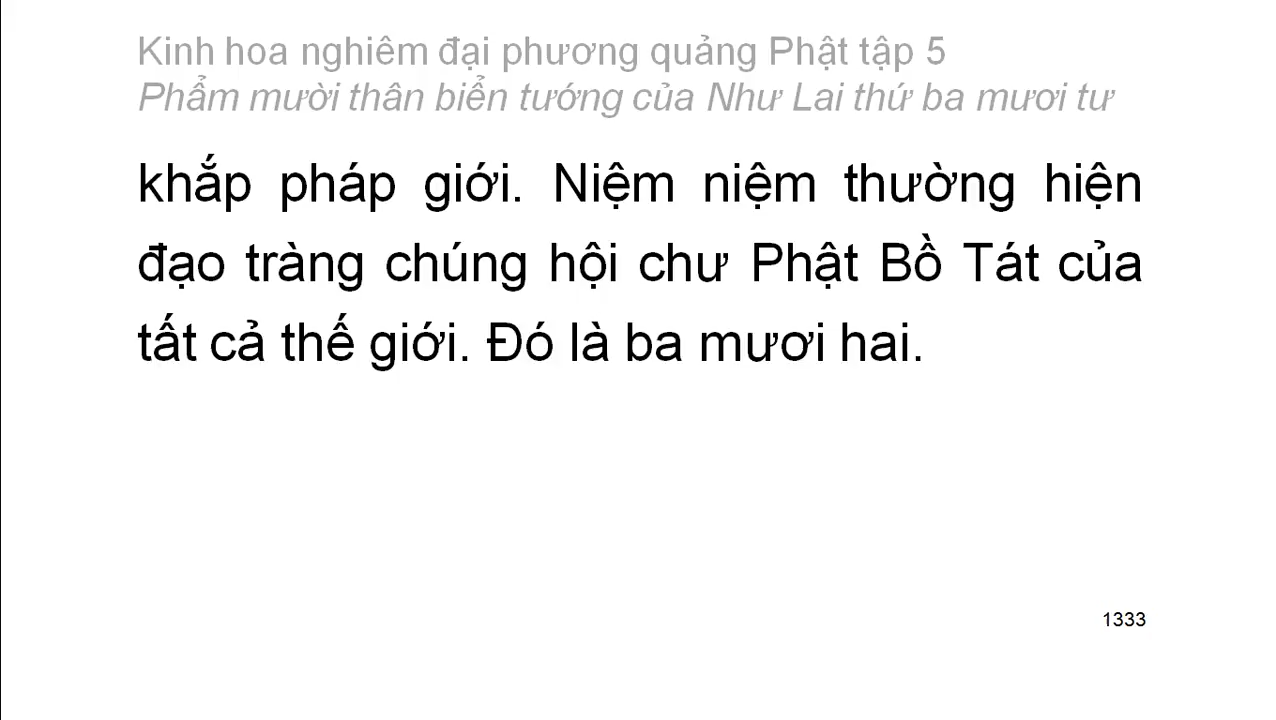 Kinh hoa nghiêm đại phương quảng Phật tập 5
Phẩm mười thân biển tướng của Như Lai thứ ba mươi tư
khắp pháp giới. Niệm niệm thường hiện
đạo tràng chúng hội chư Phật Bồ Tát của
tất cả thế giới. Đó là ba mươi hai.
1333